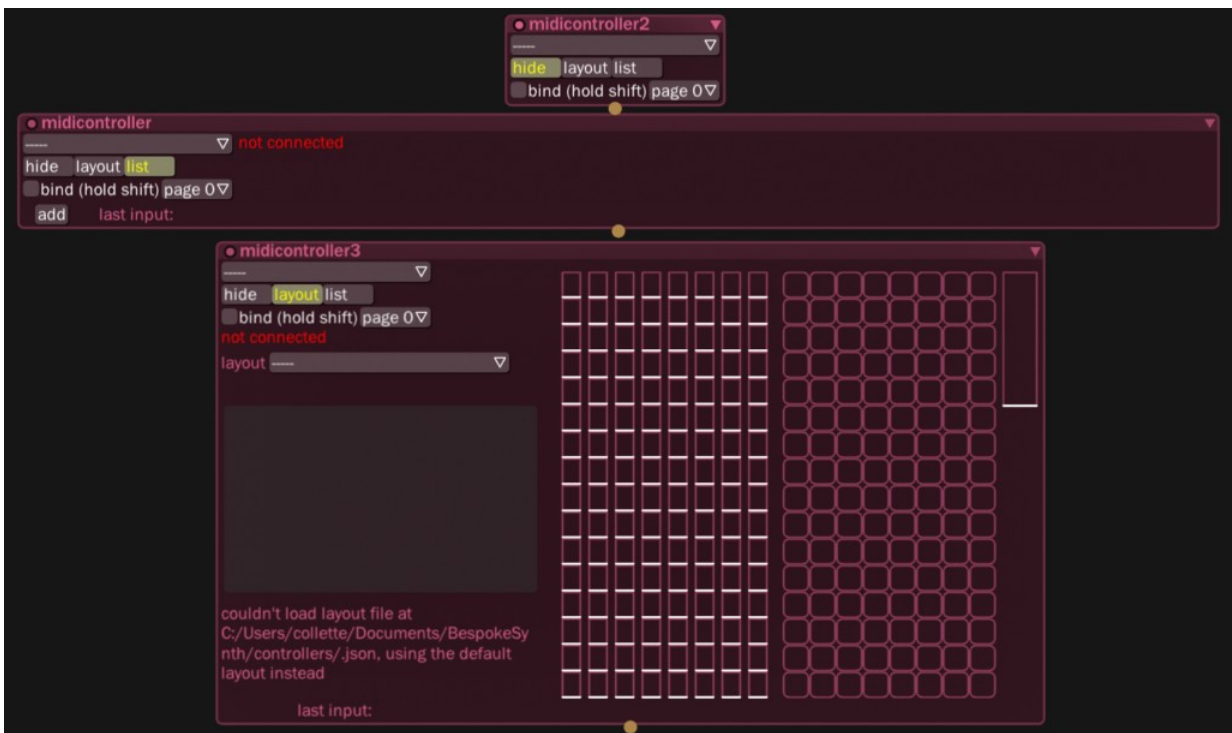 midicontroller2
-----
hide layout list
bind (hold shift) page 0
midicontroller
----- not connected
hide layout list
bind (hold shift) page 0
add last input:
midicontroller3
-----
hide layout list
bind (hold shift) page 0
not connected
layout -----
couldn't load layout file at
C:/Users/collette/Documents/BespokeSy
nth/controllers/.json, using the default
layout instead
last input: